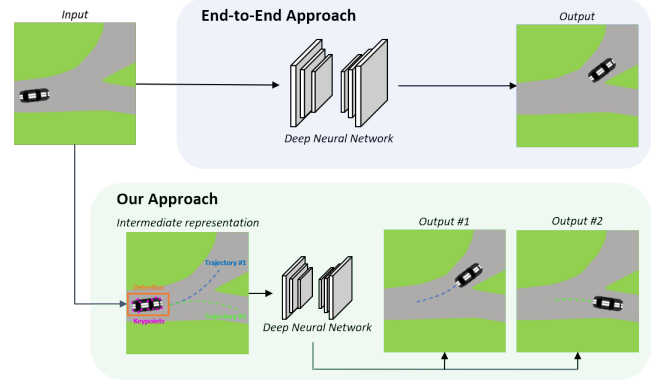 Input
End-to-End Approach
Output
Deep Neural Network
Our Approach
Intermediate representation
Output #1
Output #2
Trajectory #1
Detection
Keypoints
Deep Neural Network